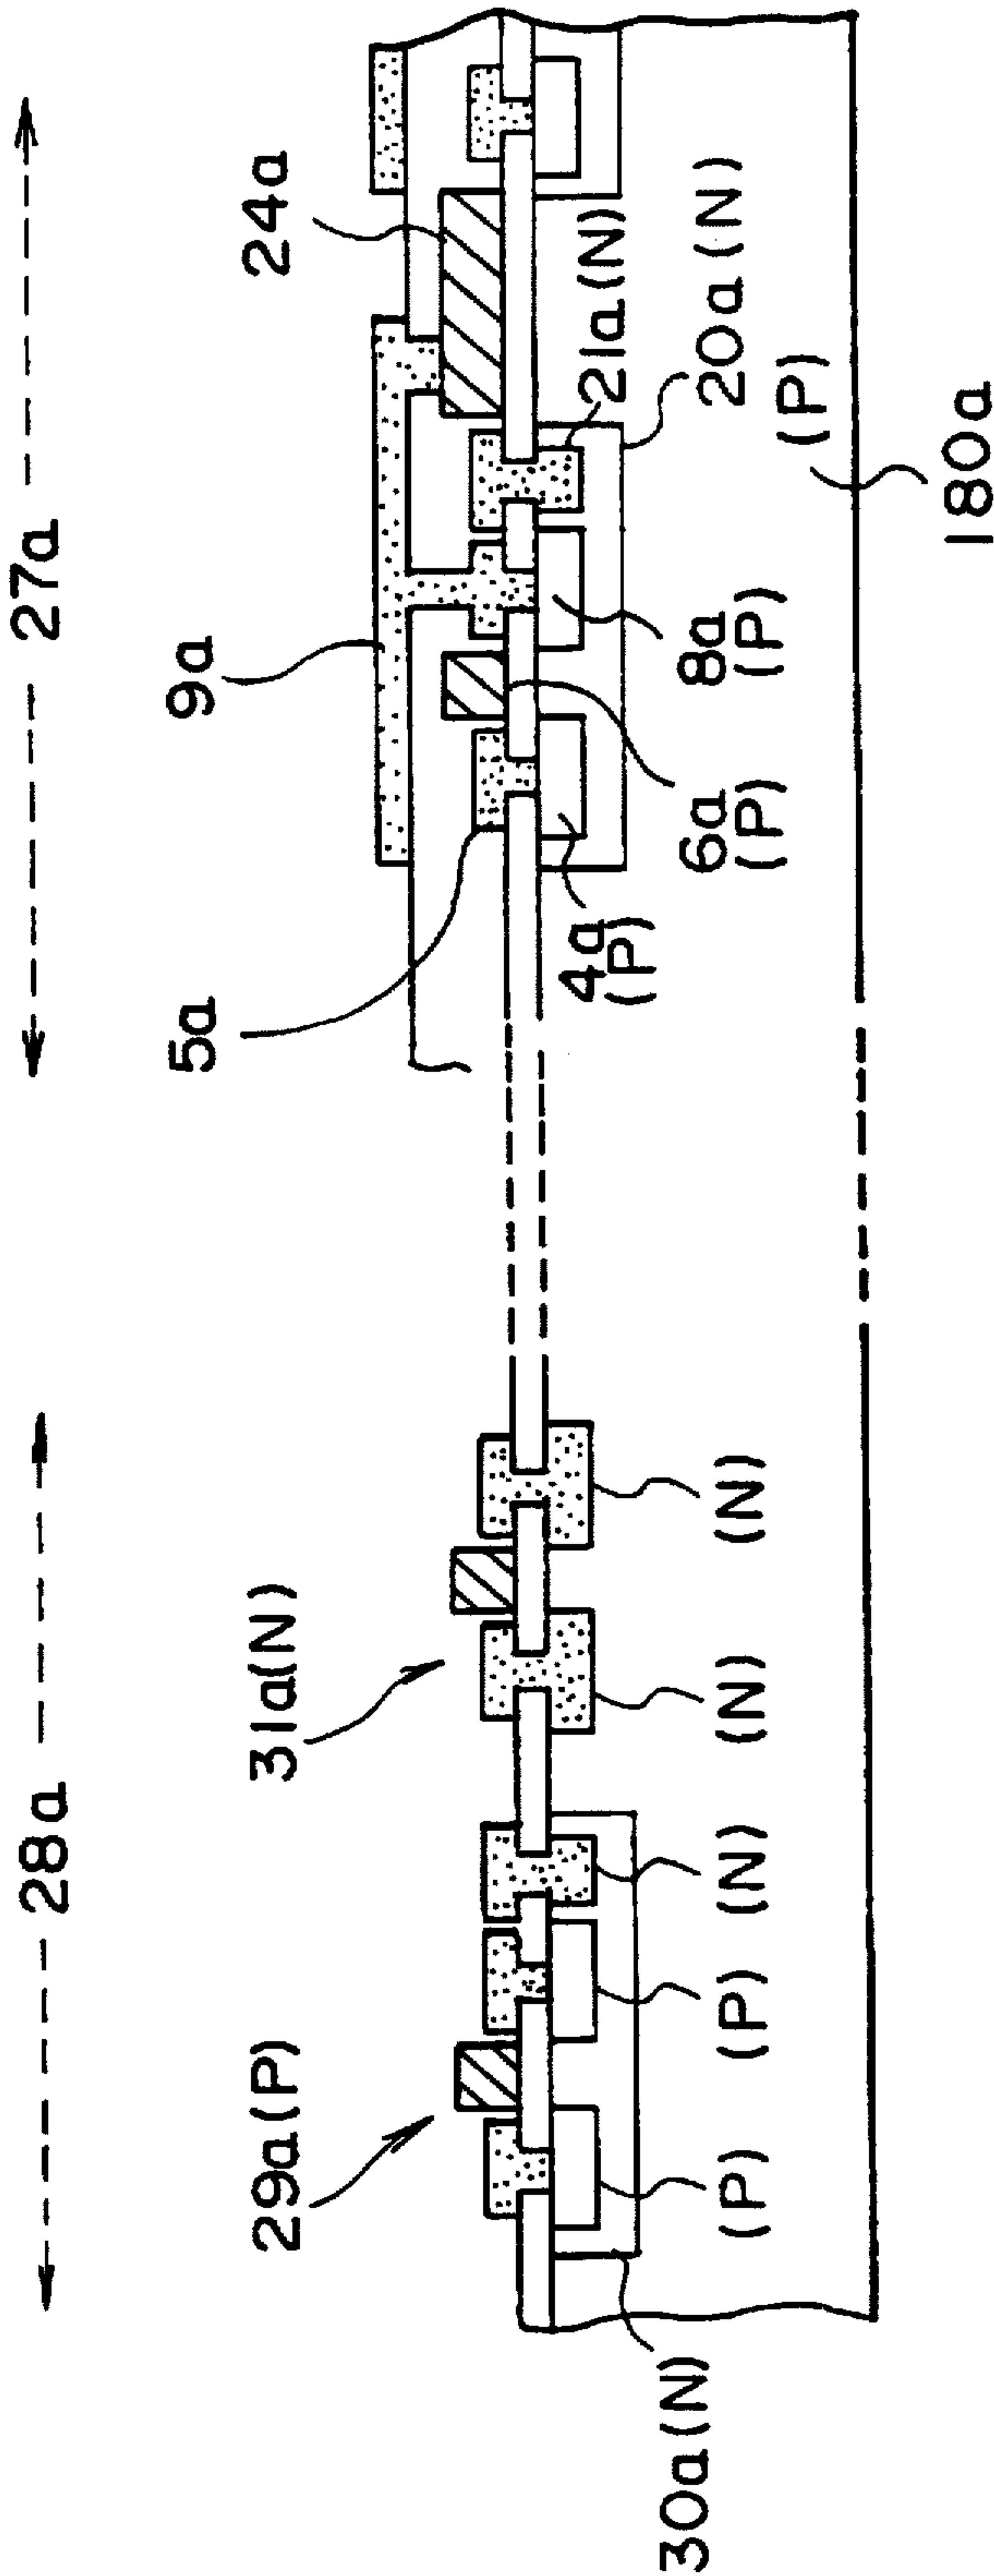 28a
27a
29a(P)
31a(N)
5a
9a
24a
30a(N)
(P)
(P)
(N)
(N)
(N)
4a
(P)
6a
(P)
8a
(P)
21a(N)
20a(N)
(P)
180a